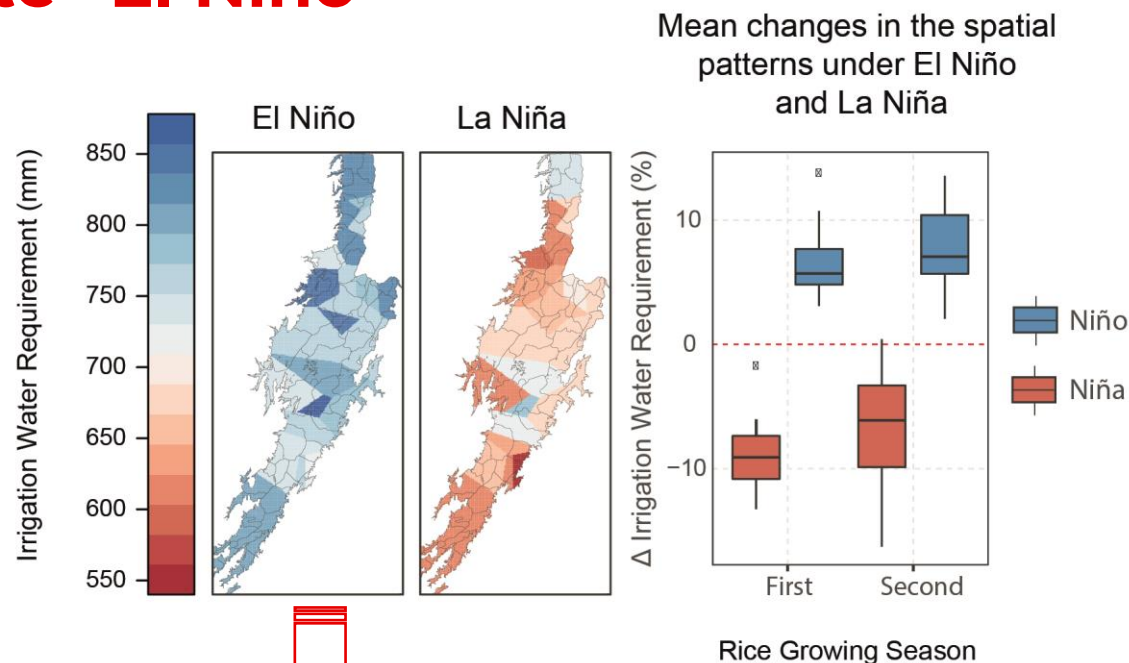 El Niño
Mean changes in the spatial
patterns under El Niño
and La Niña
El Niño
La Niña
Irrigation Water Requirement (mm)
850
800
750
700
650
600
550
Δ Irrigation Water Requirement (%)
10
0
−10
First
Second
Rice Growing Season
Niño
Niña